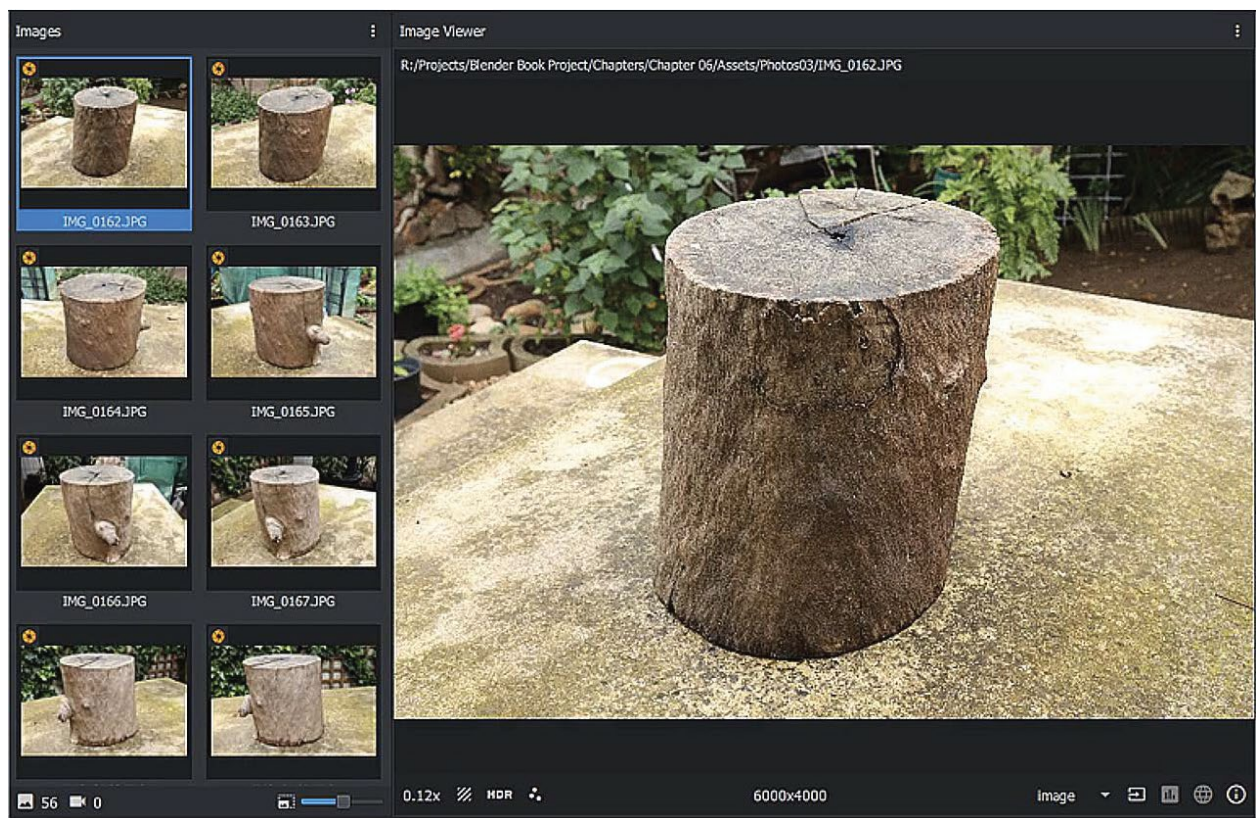 Images
Image Viewer
R:/Projects/Blender Book Project/Chapters/Chapter 06/Assets/Photos03/IMG_0162.JPG
IMG_0162.JPG
IMG_0163.JPG
IMG_0164.JPG
IMG_0165.JPG
IMG_0166.JPG
IMG_0167.JPG
56
0
0.12x
HDR
6000x4000
image